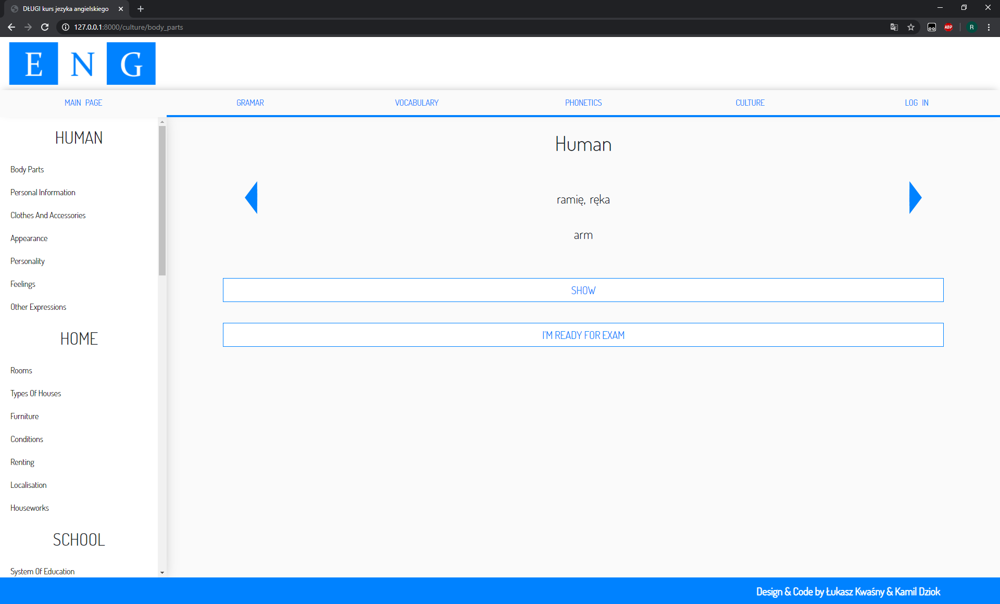 DŁUGI kurs jezyka angielskiego
127.0.0.1:8000/culture/body_parts
ABP
R
E N G
MAIN PAGE
GRAMAR
VOCABULARY
PHONETICS
CULTURE
LOG IN
HUMAN
Body Parts
Personal Information
Clothes And Accessories
Appearance
Personality
Feelings
Other Expressions
HOME
Rooms
Types Of Houses
Furniture
Conditions
Renting
Localisation
Houseworks
SCHOOL
System Of Education
Human
ramię, ręka
arm
SHOW
I'M READY FOR EXAM
Design & Code by Łukasz Kwaśny & Kamil Dziok